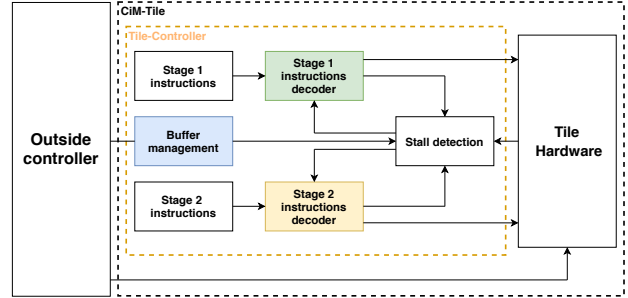 CiM-Tile
Tile-Controller
Stage 1
instructions
Stage 1
instructions
decoder
Outside
controller
Buffer
management
Stall detection
Tile
Hardware
Stage 2
instructions
Stage 2
instructions
decoder